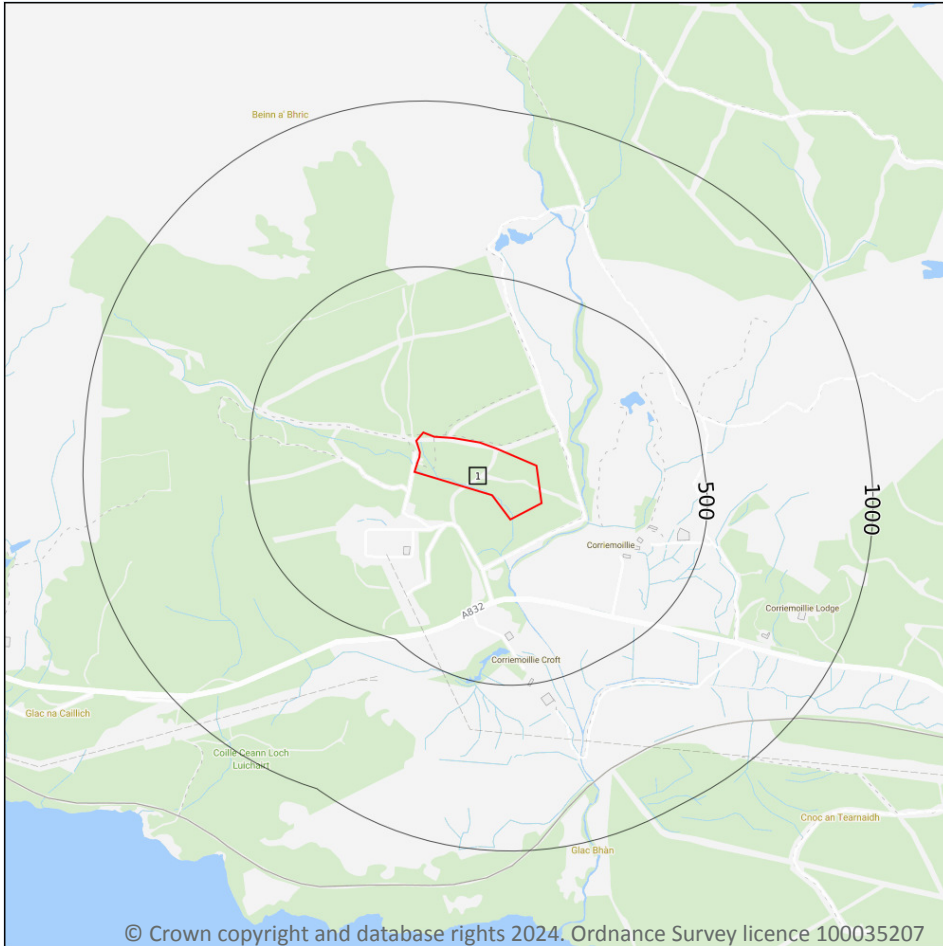 Beinn a' Bhric
1
500
1000
Corriemoillie
A832
Corriemoillie Lodge
Corriemoillie Croft
Glac na Caillich
Coille Ceann Loch
Luichairt
Cnoc an Tearnaidh
Glac Bhàn
© Crown copyright and database rights 2024. Ordnance Survey licence 100035207